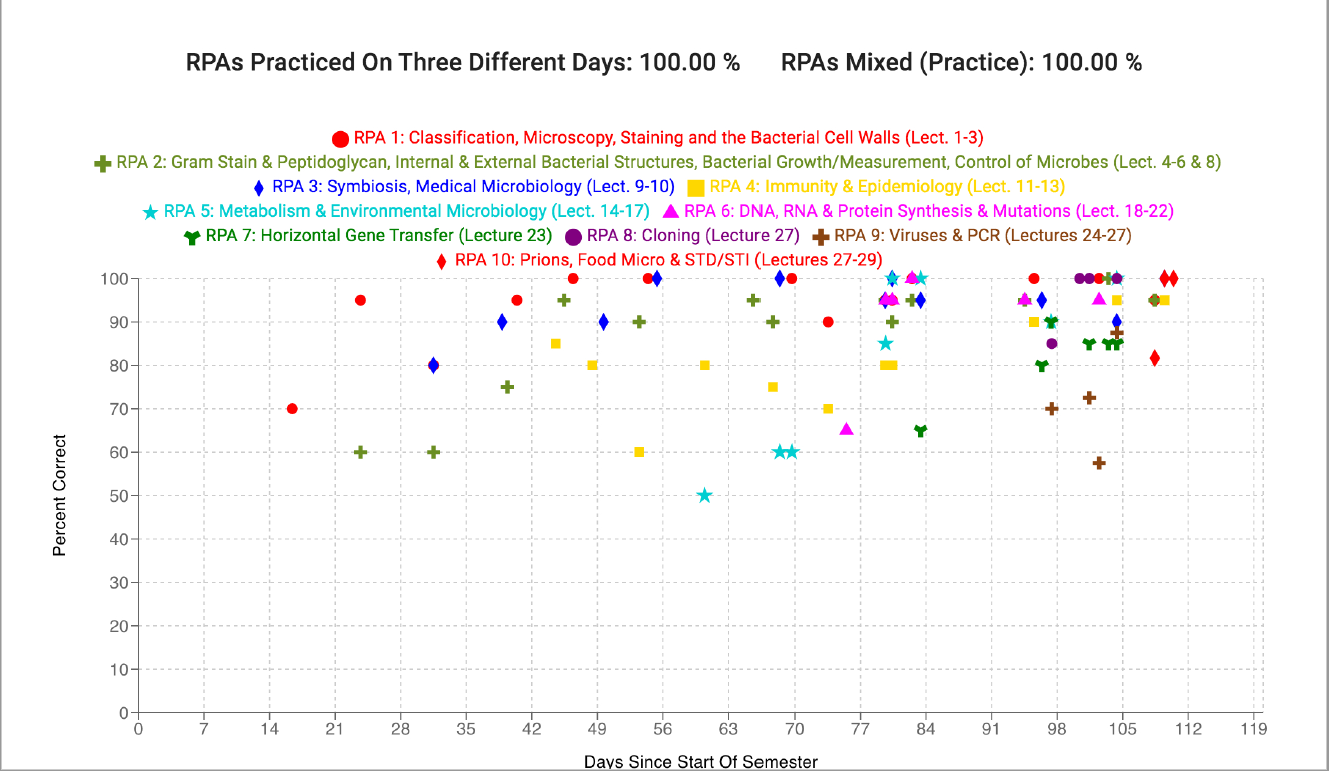 RPAs Practiced On Three Different Days: 100.00 % RPAs Mixed (Practice): 100.00 %
RPA 1: Classification, Microscopy, Staining and the Bacterial Cell Walls (Lect. 1-3)
RPA 2: Gram Stain & Peptidoglycan, Internal & External Bacterial Structures, Bacterial Growth/Measurement, Control of Microbes (Lect. 4-6 & 8)
RPA 3: Symbiosis, Medical Microbiology (Lect. 9-10) RPA 4: Immunity & Epidemiology (Lect. 11-13)
RPA 5: Metabolism & Environmental Microbiology (Lect. 14-17) RPA 6: DNA, RNA & Protein Synthesis & Mutations (Lect. 18-22)
RPA 7: Horizontal Gene Transfer (Lecture 23) RPA 8: Cloning (Lecture 27) RPA 9: Viruses & PCR (Lectures 24-27)
RPA 10: Prions, Food Micro & STD/STI (Lectures 27-29)
100
90
80
70
60
50
40
30
20
10
0
Percent Correct
0 7 14 21 28 35 42 49 56 63 70 77 84 91 98 105 112 119
Days Since Start Of Semester